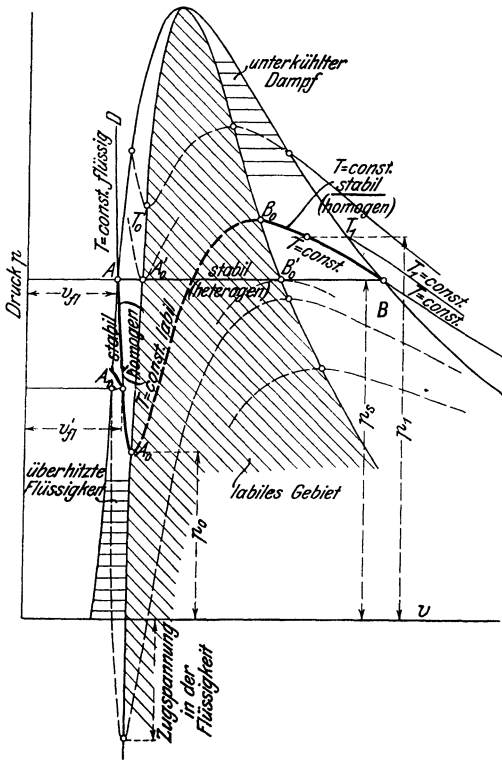 unterkühlter
Dampf
D
T=const. flüssig
T=const.
stabil
(homogen)
B₀
T₀
T₁
T=const.
Druck p
A
A₀'
stabil
(heterogen)
B₀'
T₁=const.
T=const.
B
v_fl
stabil
(homogen)
T=const. labil
A₀
v'_fl
A₀
p_s
p₁
überhitzte
Flüssigkeit
p₀
labiles Gebiet
v
Zugspannung
in der
Flüssigkeit